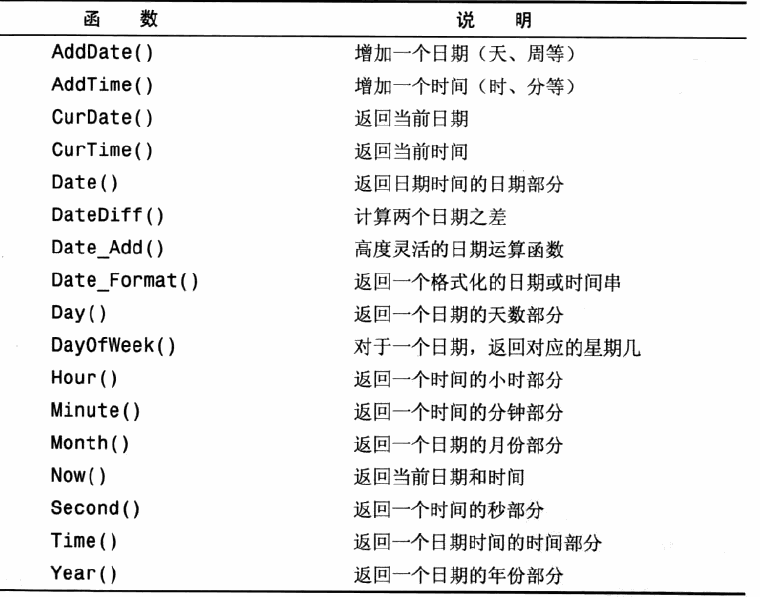 函 数 说 明
AddDate() 增加一个日期（天、周等）
AddTime() 增加一个时间（时、分等）
CurDate() 返回当前日期
CurTime() 返回当前时间
Date() 返回日期时间的日期部分
DateDiff() 计算两个日期之差
Date_Add() 高度灵活的日期运算函数
Date_Format() 返回一个格式化的日期或时间串
Day() 返回一个日期的天数部分
DayOfWeek() 对于一个日期，返回对应的星期几
Hour() 返回一个时间的小时部分
Minute() 返回一个时间的分钟部分
Month() 返回一个日期的月份部分
Now() 返回当前日期和时间
Second() 返回一个时间的秒部分
Time() 返回一个日期时间的时间部分
Year() 返回一个日期的年份部分